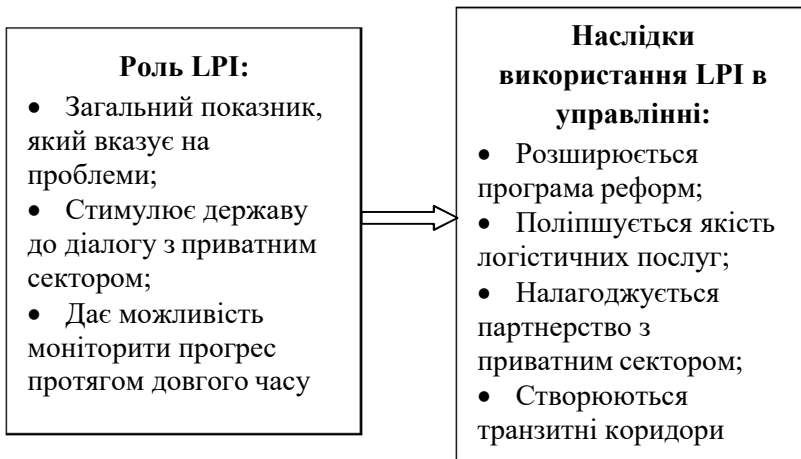 Роль LPI:
• Загальний показник,
який вказує на
проблеми;
• Стимулює державу
до діалогу з приватним
сектором;
• Дає можливість
моніторити прогрес
протягом довгого часу
Наслідки
використання LPI в
управлінні:
• Розширюється
програма реформ;
• Поліпшується якість
логістичних послуг;
• Налагоджується
партнерство з
приватним сектором;
• Створюються
транзитні коридори